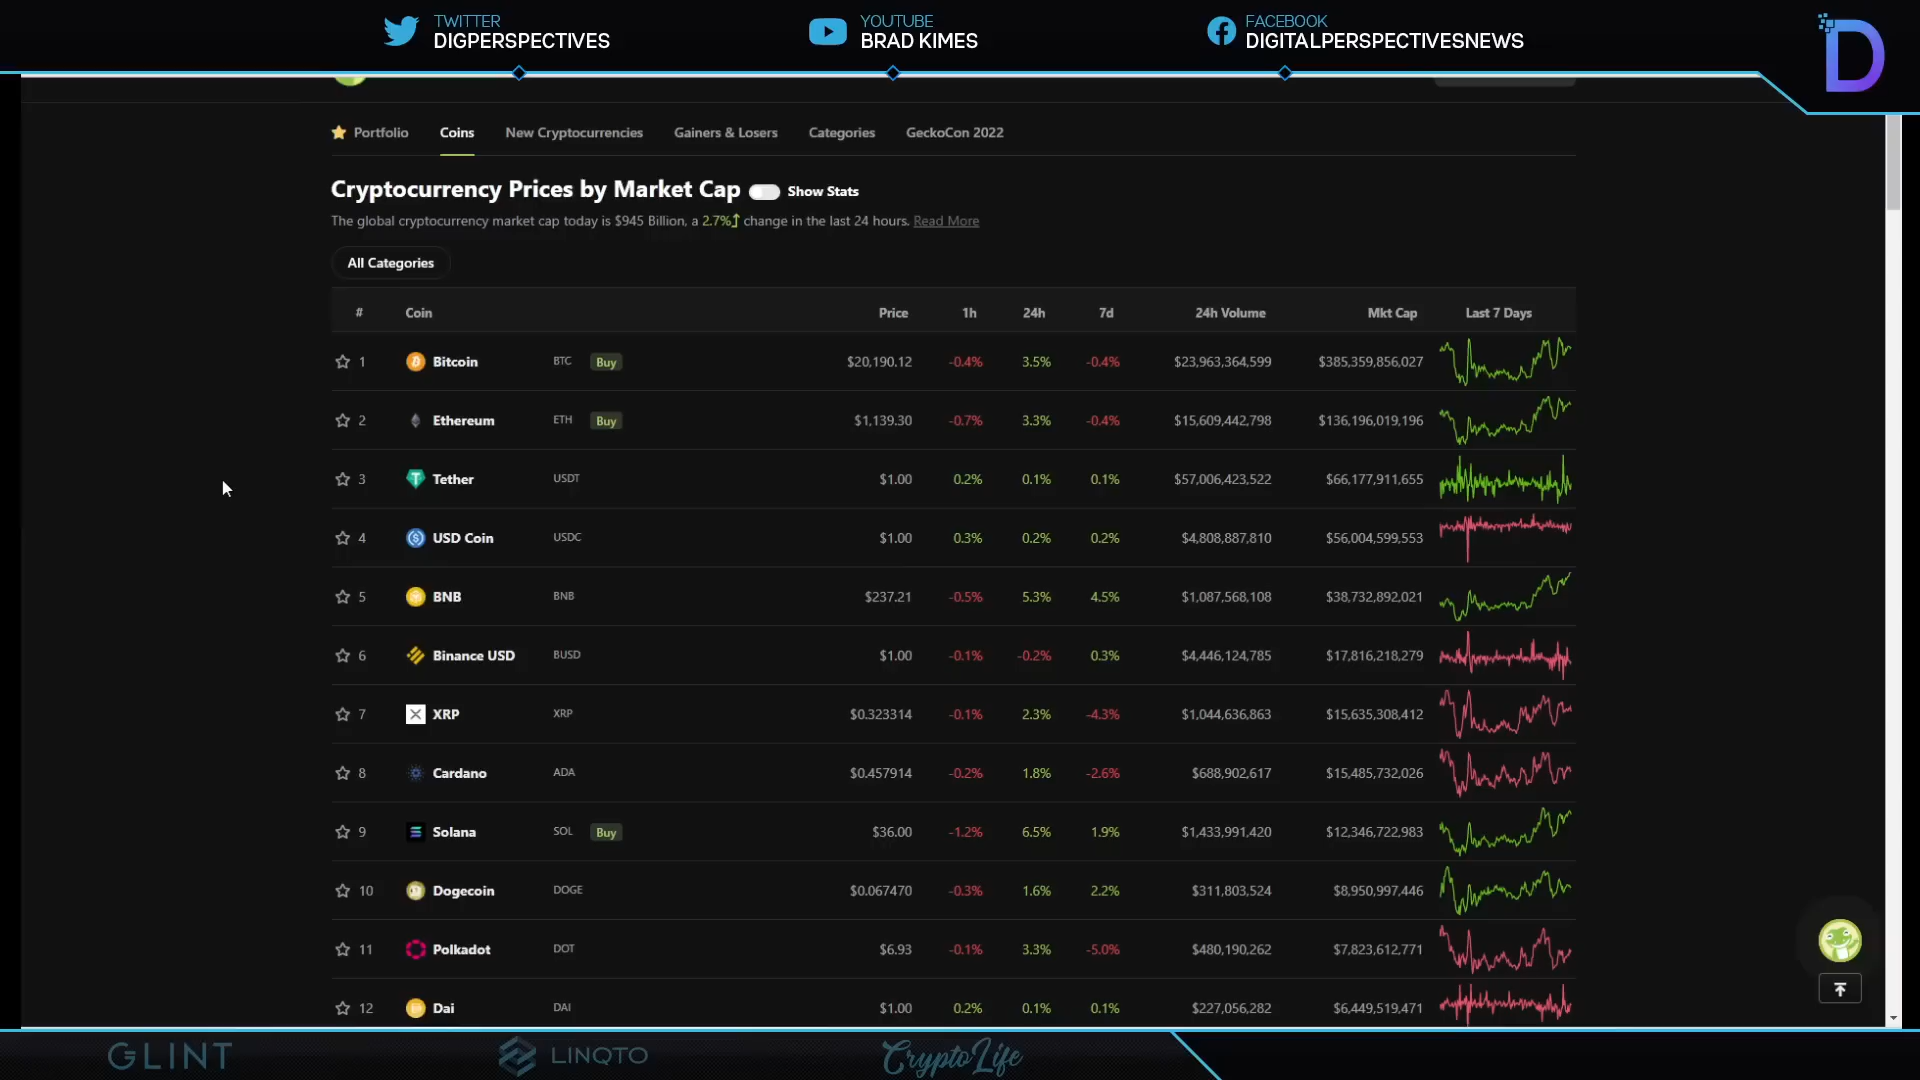 TWITTER
DIGPERSPECTIVES
YOUTUBE
BRAD KIMES
FACEBOOK
DIGITALPERSPECTIVESNEWS
D
Portfolio Coins New Cryptocurrencies Gainers & Losers Categories GeckoCon 2022
Cryptocurrency Prices by Market Cap Show Stats
The global cryptocurrency market cap today is $945 Billion, a 2.7% change in the last 24 hours. Read More
All Categories
# Coin Price 1h 24h 7d 24h Volume Mkt Cap Last 7 Days
1 Bitcoin BTC Buy $20,190.12 -0.4% 3.5% -0.4% $23,963,364,599 $385,359,856,027
2 Ethereum ETH Buy $1,139.30 -0.7% 3.3% -0.4% $15,609,442,798 $136,196,019,196
3 Tether USDT $1.00 0.2% 0.1% 0.1% $57,006,423,522 $66,177,911,655
4 USD Coin USDC $1.00 0.3% 0.2% 0.2% $4,808,887,810 $56,004,599,553
5 BNB BNB $237.21 -0.5% 5.3% 4.5% $1,087,568,108 $38,732,892,021
6 Binance USD BUSD $1.00 -0.1% -0.2% 0.3% $4,446,124,785 $17,816,218,279
7 XRP XRP $0.323314 -0.1% 2.3% -4.3% $1,044,636,863 $15,635,308,412
8 Cardano ADA $0.457914 -0.2% 1.8% -2.6% $688,902,617 $15,485,732,026
9 Solana SOL Buy $36.00 -1.2% 6.5% 1.9% $1,433,991,420 $12,346,722,983
10 Dogecoin DOGE $0.067470 -0.3% 1.6% 2.2% $311,803,524 $8,950,997,446
11 Polkadot DOT $6.93 -0.1% 3.3% -5.0% $480,190,262 $7,823,612,771
12 Dai DAI $1.00 0.2% 0.1% 0.1% $227,056,282 $6,449,519,471
GLINT LINQTO CryptoLife